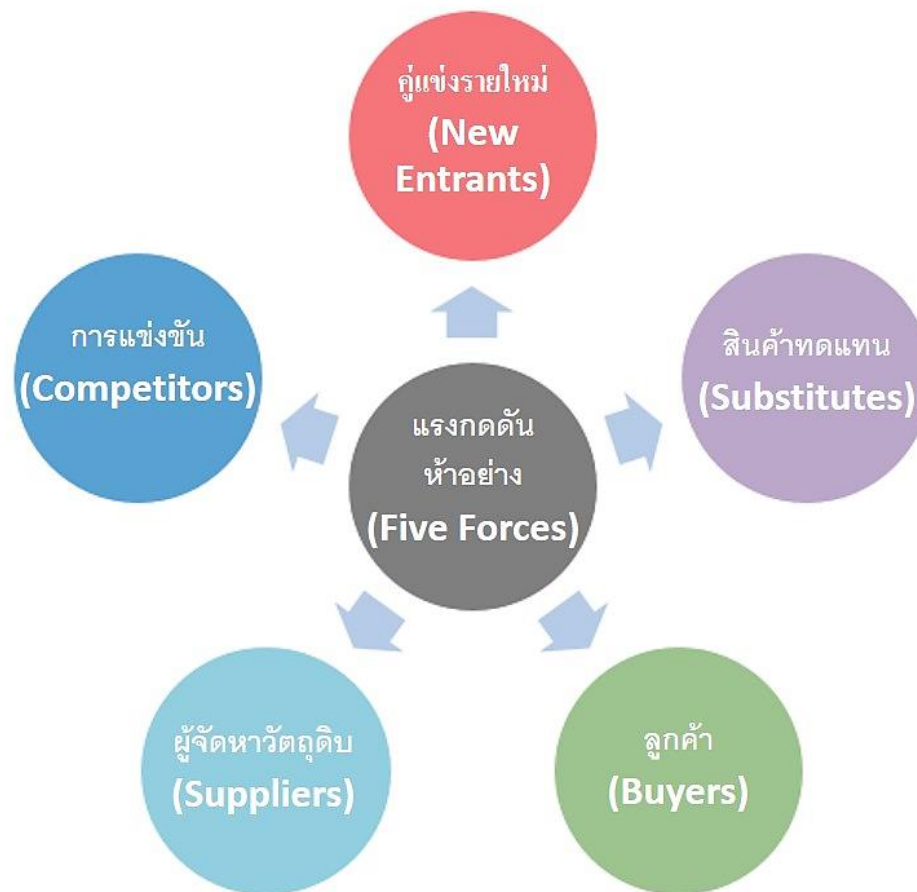 คู่แข่งรายใหม่
(New
Entrants)
การแข่งขัน
(Competitors)
สินค้าทดแทน
(Substitutes)
แรงกดดัน
ห้าอย่าง
(Five Forces)
ผู้จัดหาวัตถุดิบ
(Suppliers)
ลูกค้า
(Buyers)